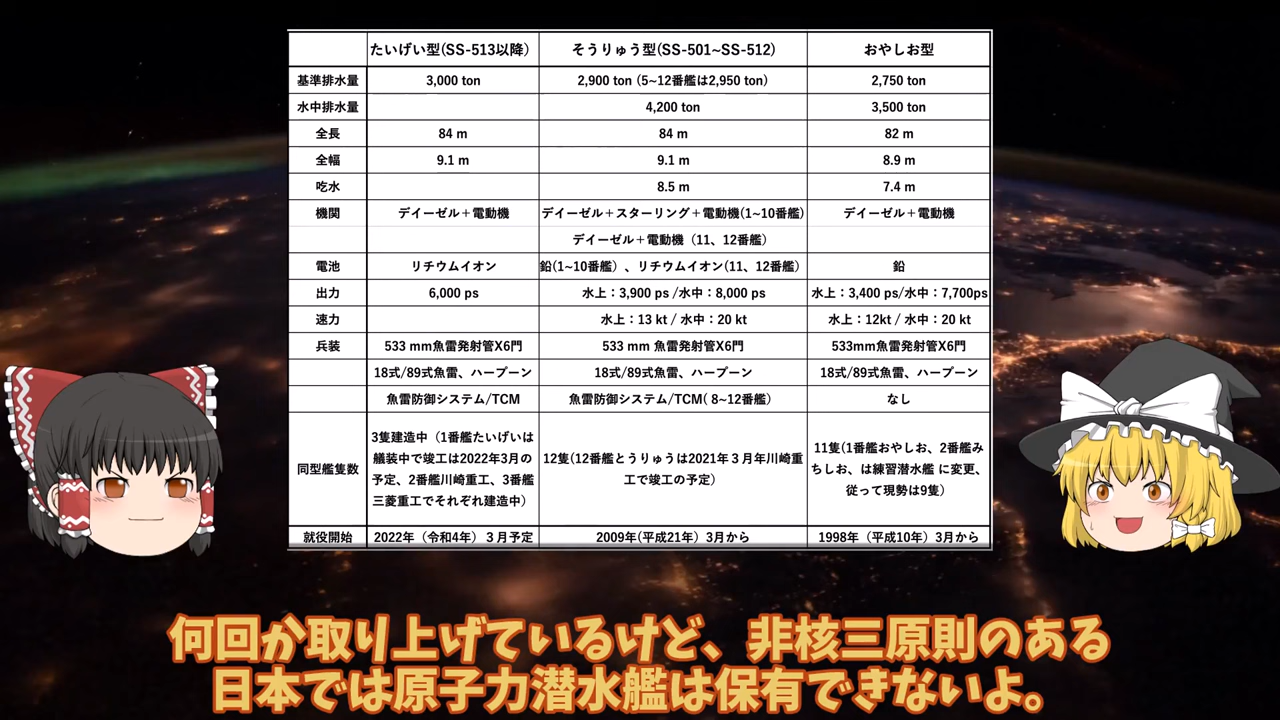 たいげい型(SS-513以降) そうりゅう型(SS-501~SS-512) おやしお型
基準排水量 3,000 ton 2,900 ton (5~12番艦は2,950 ton) 2,750 ton
水中排水量 4,200 ton 3,500 ton
全長 84 m 84 m 82 m
全幅 9.1 m 9.1 m 8.9 m
吃水 8.5 m 7.4 m
機関 デイーゼル＋電動機 デイーゼル＋スターリング＋電動機(1~10番艦) デイーゼル＋電動機
デイーゼル＋電動機（11、12番艦）
電池 リチウムイオン 鉛(1~10番艦）、リチウムイオン(11、12番艦） 鉛
出力 6,000 ps 水上：3,900 ps /水中：8,000 ps 水上：3,400 ps/水中：7,700ps
速力 水上：13 kt / 水中：20 kt 水上：12kt / 水中：20 kt
兵装 533 mm魚雷発射管X6門 533 mm 魚雷発射管X6門 533mm魚雷発射管X6門
18式/89式魚雷、ハープーン 18式/89式魚雷、ハープーン 18式/89式魚雷、ハープーン
魚雷防御システム/TCM 魚雷防御システム/TCM( 8~12番艦） なし
同型艦隻数
3隻建造中（1番艦たいげいは
艤装中で竣工は2022年3月の
予定、2番艦川崎重工、3番艦
三菱重工でそれぞれ建造中）
12隻(12番艦とうりゅうは2021年３月年川崎重
工で竣工の予定）
11隻(1番艦おやしお、2番艦み
ちしお、は練習潜水艦 に変更、
従って現勢は9隻）
就役開始 2022年（令和4年）３月予定 2009年(平成21年）3月から 1998年（平成10年）3月から
何回か取り上げているけど、非核三原則のある
日本では原子力潜水艦は保有できないよ。